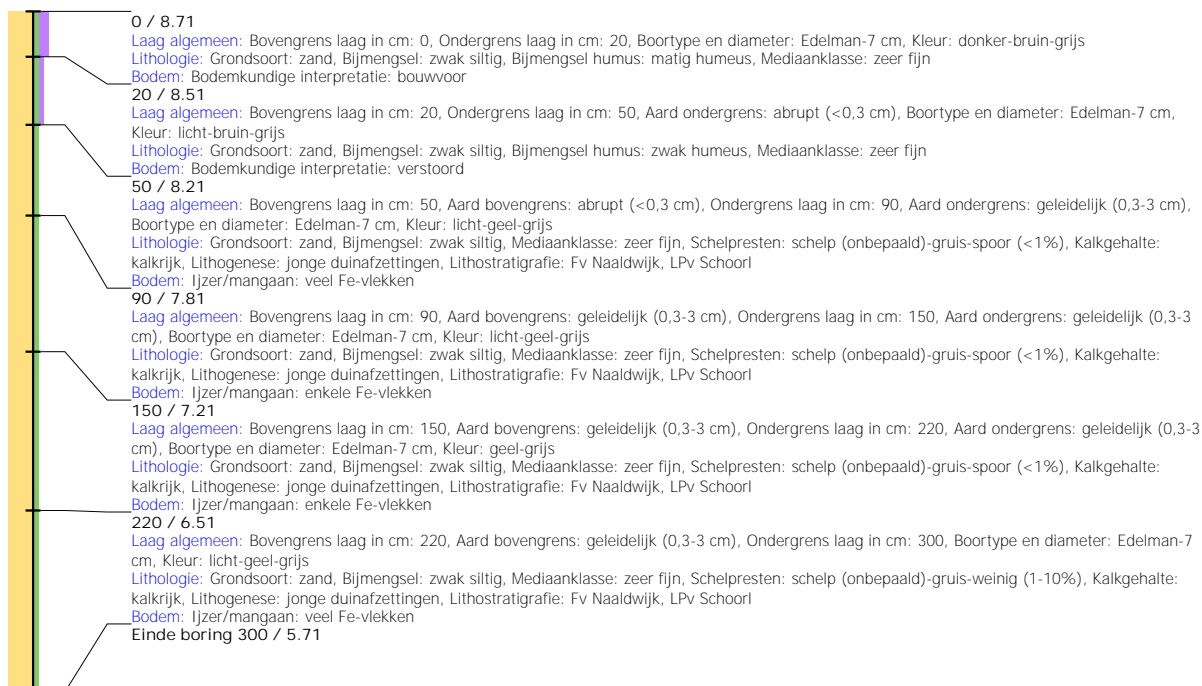 0 / 8.71
Laag algemeen: Bovengrens laag in cm: 0, Ondergrens laag in cm: 20, Boortype en diameter: Edelman-7 cm, Kleur: donker-bruin-grijs
Lithologie: Grondsoort: zand, Bijmengsel: zwak siltig, Bijmengsel humus: matig humeus, Mediaanklasse: zeer fijn
Bodem: Bodemkundige interpretatie: bouwvoor
20 / 8.51
Laag algemeen: Bovengrens laag in cm: 20, Ondergrens laag in cm: 50, Aard ondergrens: abrupt (<0,3 cm), Boortype en diameter: Edelman-7 cm,
Kleur: licht-bruin-grijs
Lithologie: Grondsoort: zand, Bijmengsel: zwak siltig, Bijmengsel humus: zwak humeus, Mediaanklasse: zeer fijn
Bodem: Bodemkundige interpretatie: verstoord
50 / 8.21
Laag algemeen: Bovengrens laag in cm: 50, Aard bovengrens: abrupt (<0,3 cm), Ondergrens laag in cm: 90, Aard ondergrens: geleidelijk (0,3-3 cm),
Boortype en diameter: Edelman-7 cm, Kleur: licht-geel-grijs
Lithologie: Grondsoort: zand, Bijmengsel: zwak siltig, Mediaanklasse: zeer fijn, Schelpresten: schelp (onbepaald)-gruis-spoor (<1%), Kalkgehalte:
kalkrijk, Lithogenese: jonge duinafzettingen, Lithostratigrafie: Fv Naaldwijk, LPv Schoorl
Bodem: Ijzer/mangaan: veel Fe-vlekken
90 / 7.81
Laag algemeen: Bovengrens laag in cm: 90, Aard bovengrens: geleidelijk (0,3-3 cm), Ondergrens laag in cm: 150, Aard ondergrens: geleidelijk (0,3-3
cm), Boortype en diameter: Edelman-7 cm, Kleur: licht-geel-grijs
Lithologie: Grondsoort: zand, Bijmengsel: zwak siltig, Mediaanklasse: zeer fijn, Schelpresten: schelp (onbepaald)-gruis-spoor (<1%), Kalkgehalte:
kalkrijk, Lithogenese: jonge duinafzettingen, Lithostratigrafie: Fv Naaldwijk, LPv Schoorl
Bodem: Ijzer/mangaan: enkele Fe-vlekken
150 / 7.21
Laag algemeen: Bovengrens laag in cm: 150, Aard bovengrens: geleidelijk (0,3-3 cm), Ondergrens laag in cm: 220, Aard ondergrens: geleidelijk (0,3-3
cm), Boortype en diameter: Edelman-7 cm, Kleur: geel-grijs
Lithologie: Grondsoort: zand, Bijmengsel: zwak siltig, Mediaanklasse: zeer fijn, Schelpresten: schelp (onbepaald)-gruis-spoor (<1%), Kalkgehalte:
kalkrijk, Lithogenese: jonge duinafzettingen, Lithostratigrafie: Fv Naaldwijk, LPv Schoorl
Bodem: Ijzer/mangaan: enkele Fe-vlekken
220 / 6.51
Laag algemeen: Bovengrens laag in cm: 220, Aard bovengrens: geleidelijk (0,3-3 cm), Ondergrens laag in cm: 300, Boortype en diameter: Edelman-7
cm, Kleur: licht-geel-grijs
Lithologie: Grondsoort: zand, Bijmengsel: zwak siltig, Mediaanklasse: zeer fijn, Schelpresten: schelp (onbepaald)-gruis-weinig (1-10%), Kalkgehalte:
kalkrijk, Lithogenese: jonge duinafzettingen, Lithostratigrafie: Fv Naaldwijk, LPv Schoorl
Bodem: Ijzer/mangaan: veel Fe-vlekken
Einde boring 300 / 5.71